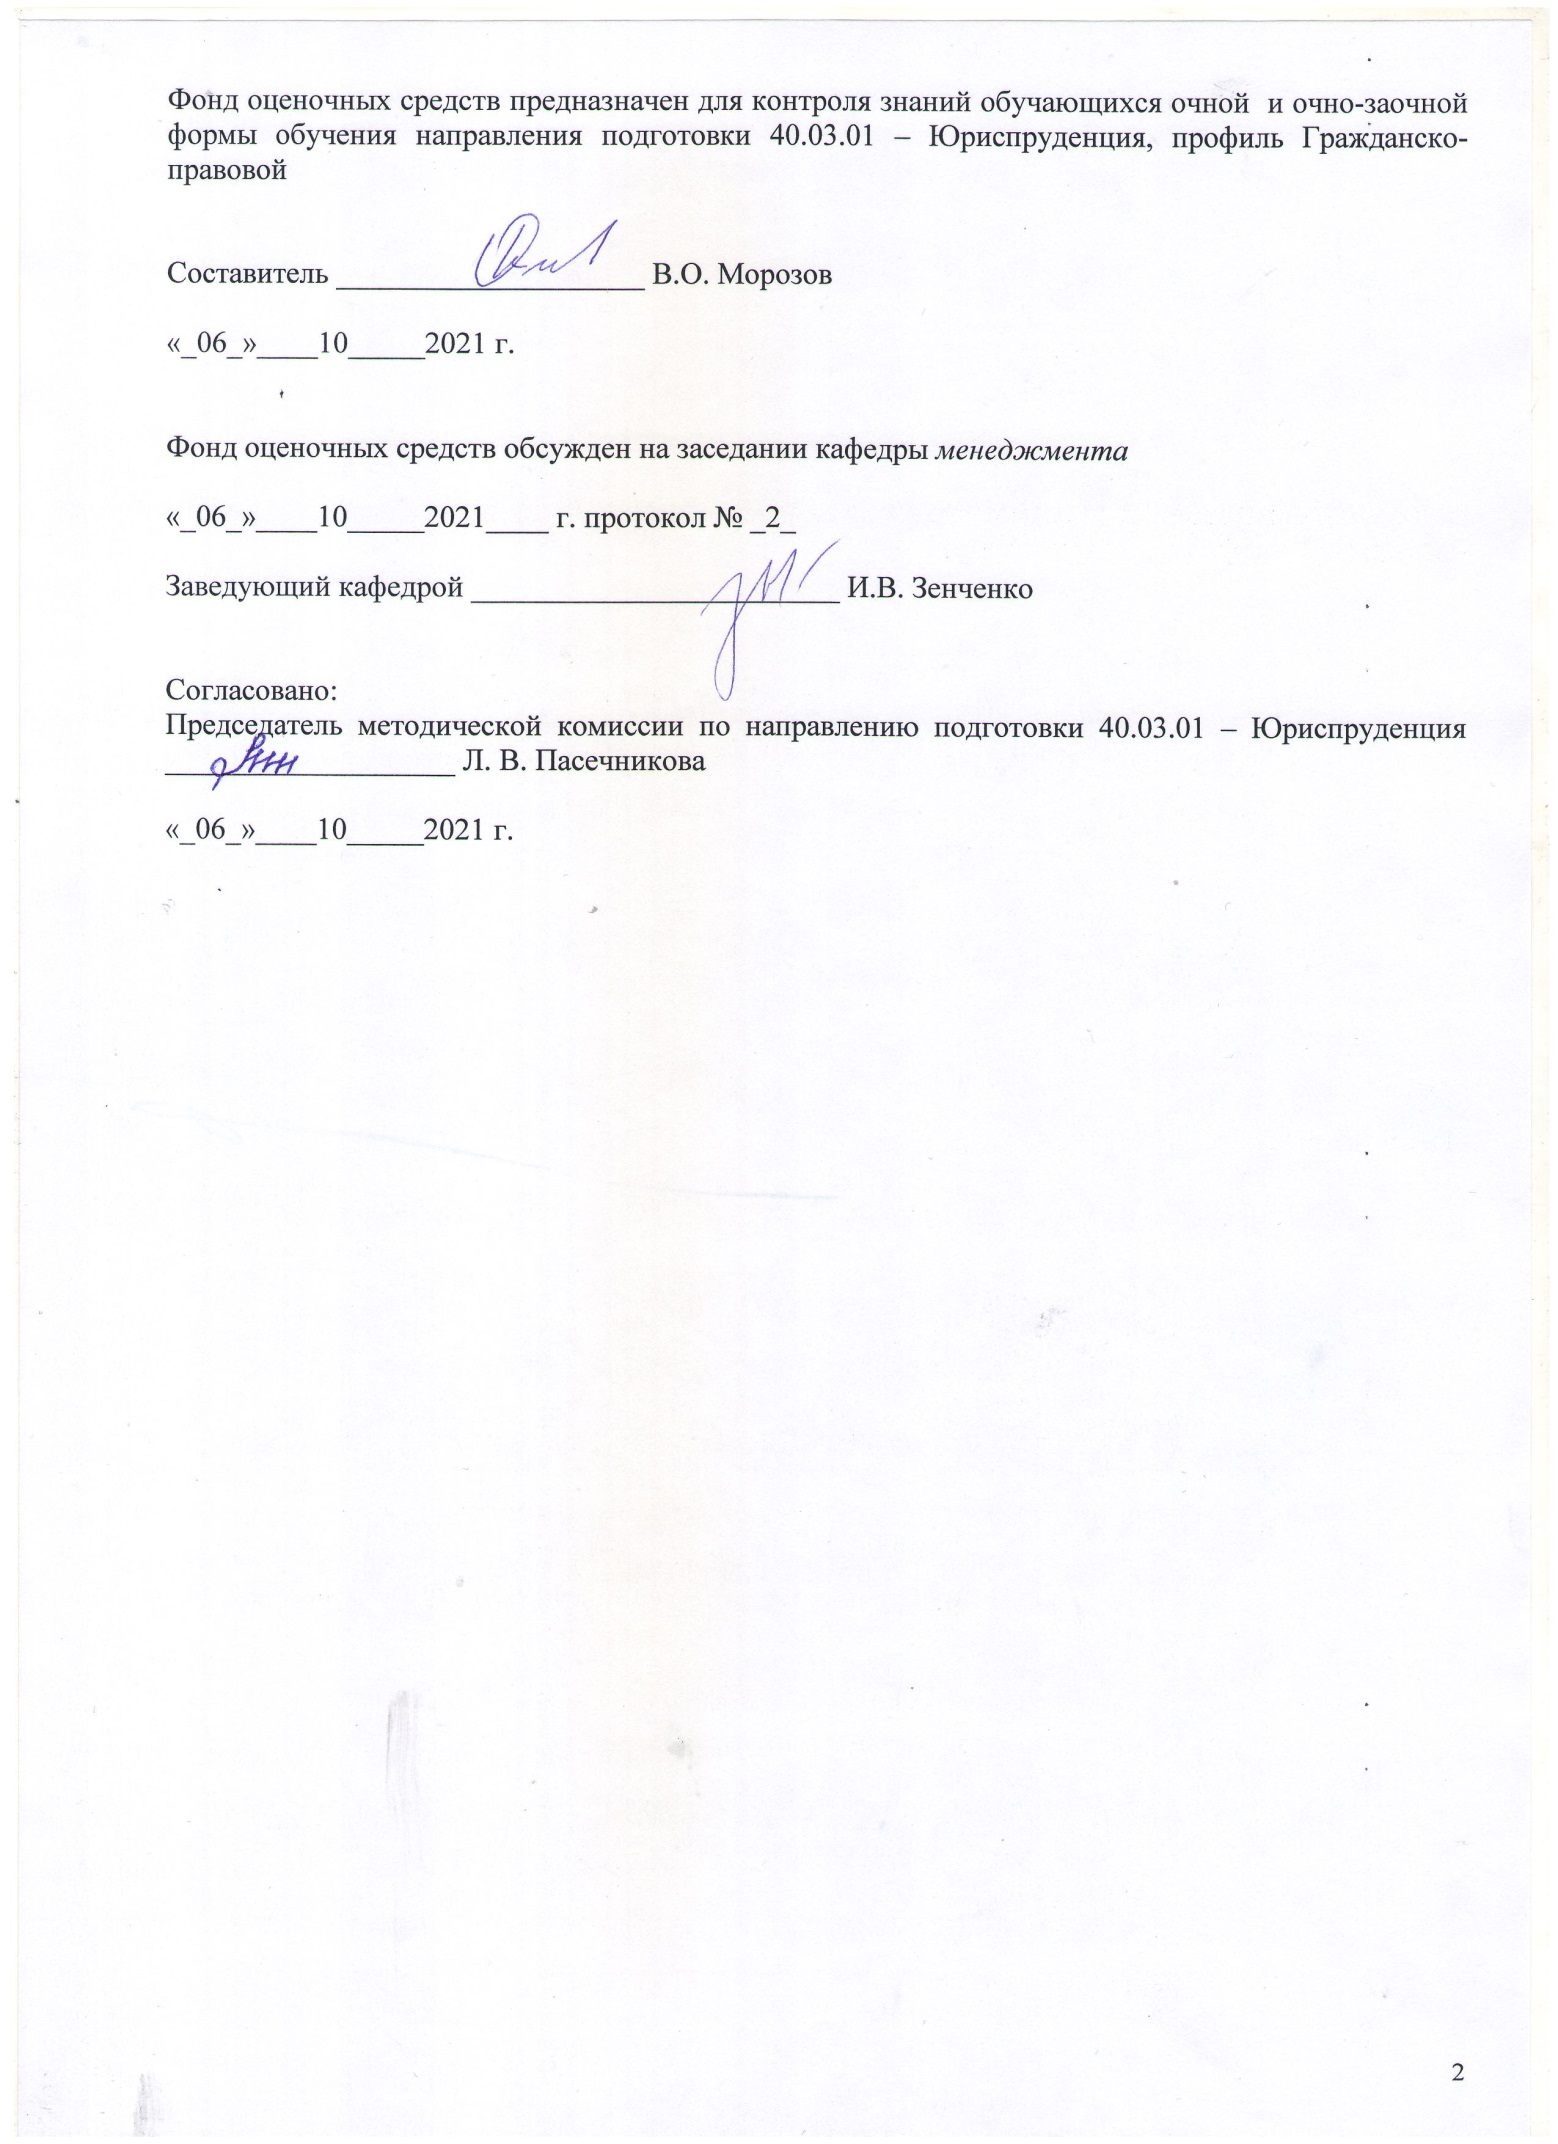 Фонд оценочных средств предназначен для контроля знаний обучающихся очной и очно-заочной
формы обучения направления подготовки 40.03.01 – Юриспруденция, профиль Гражданско-
правовой
Составитель ____________________ В.О. Морозов
«_06_»____10_____2021 г.
Фонд оценочных средств обсужден на заседании кафедры менеджмента
«_06_»____10_____2021____ г. протокол № _2_
Заведующий кафедрой ________________________ И.В. Зенченко
Согласовано:
Председатель методической комиссии по направлению подготовки 40.03.01 – Юриспруденция
___________________ Л. В. Пасечникова
«_06_»____10_____2021 г.
2